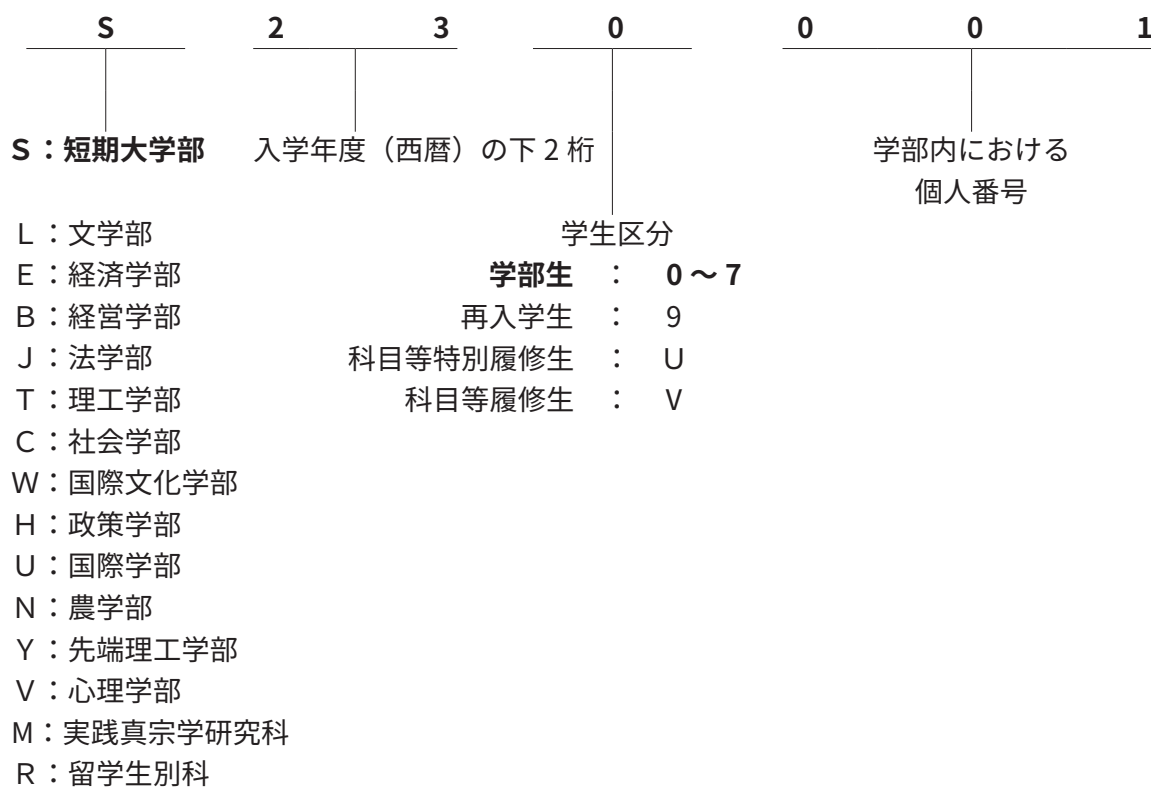 S 2 3 0 0 0 1
S：短期大学部 入学年度（西暦）の下2桁 学部内における
個人番号
L：文学部 学生区分
E：経済学部 学部生 ： 0～7
B：経営学部 再入学生 ： 9
J：法学部 科目等特別履修生 ： U
T：理工学部 科目等履修生 ： V
C：社会学部
W：国際文化学部
H：政策学部
U：国際学部
N：農学部
Y：先端理工学部
V：心理学部
M：実践真宗学研究科
R：留学生別科